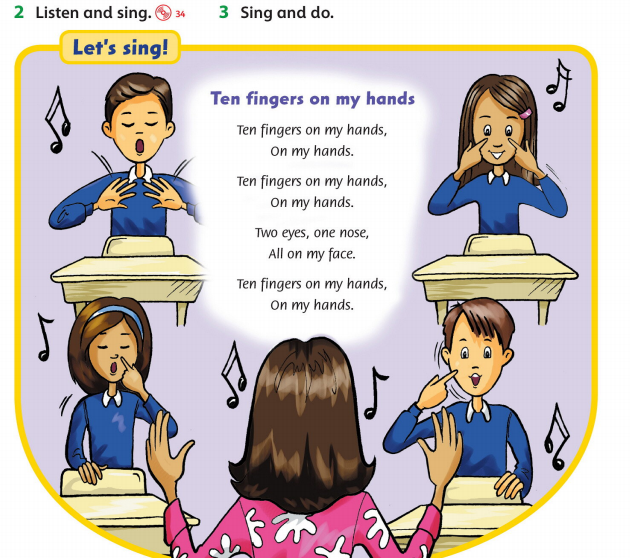 2 Listen and sing. 34 3 Sing and do.
Let's sing!
Ten fingers on my hands
Ten fingers on my hands,
On my hands.
Ten fingers on my hands,
On my hands.
Two eyes, one nose,
All on my face.
Ten fingers on my hands,
On my hands.